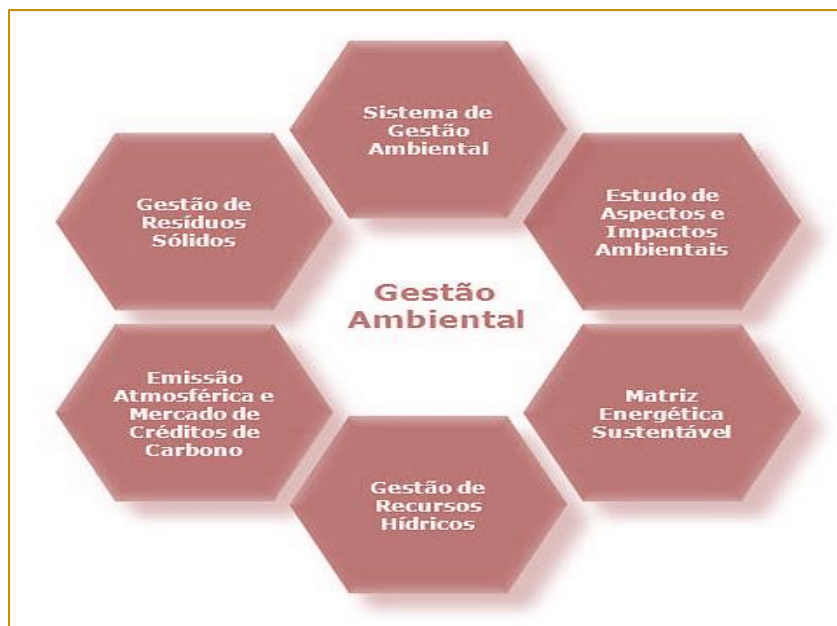 Sistema de
Gestão
Ambiental
Estudo de
Aspectos e
Impactos
Ambientais
Matriz
Energética
Sustentável
Gestão de
Recursos
Hídricos
Emissão
Atmosférica e
Mercado de
Créditos de
Carbono
Gestão de
Resíduos
Sólidos
Gestão
Ambiental